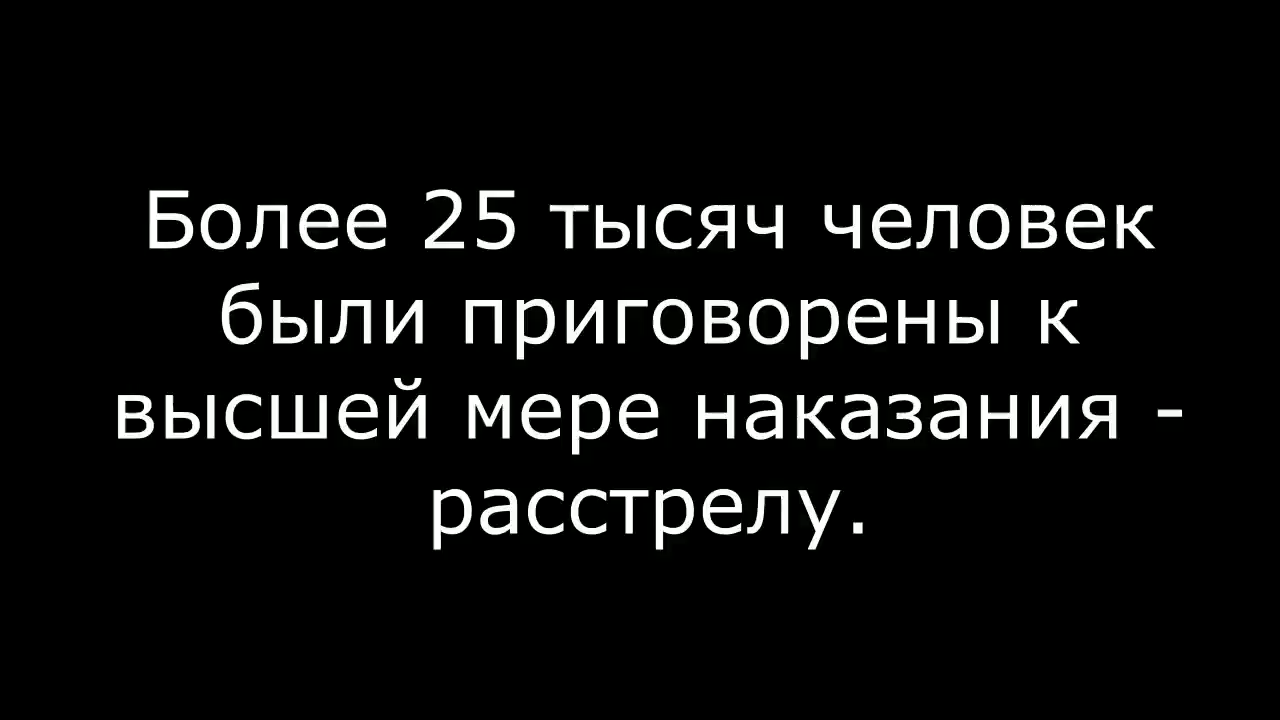 Более 25 тысяч человек
были приговорены к
высшей мере наказания -
расстрелу.